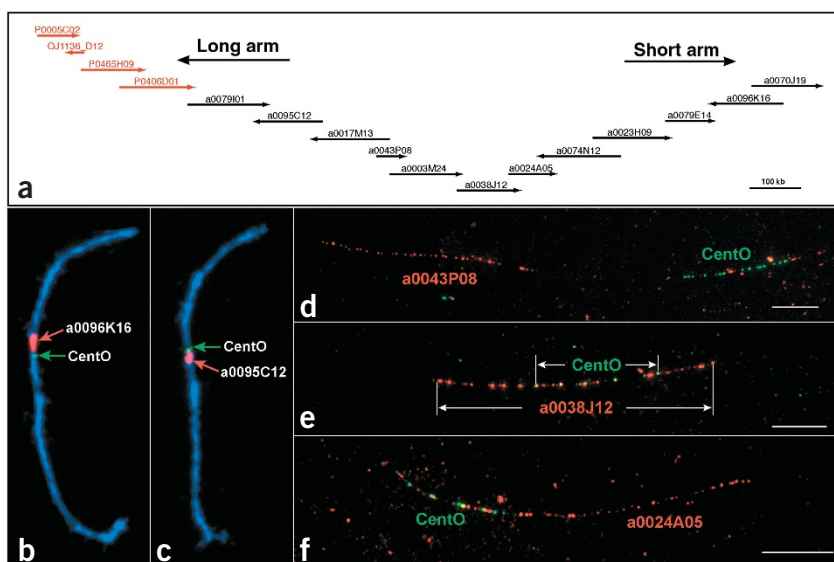 P0005C02
OJ1136_D12
P0465H09
P0406D01
Long arm
Short arm
a0079I01
a0095C12
a0017M13
a0043P08
a0003M24
a0038J12
a0024A05
a0074N12
a0023H09
a0079E14
a0096K16
a0070J19
100 kb
a
a0096K16
CentO
b
CentO
a0095C12
c
a0043P08
CentO
d
CentO
a0038J12
e
CentO
a0024A05
f